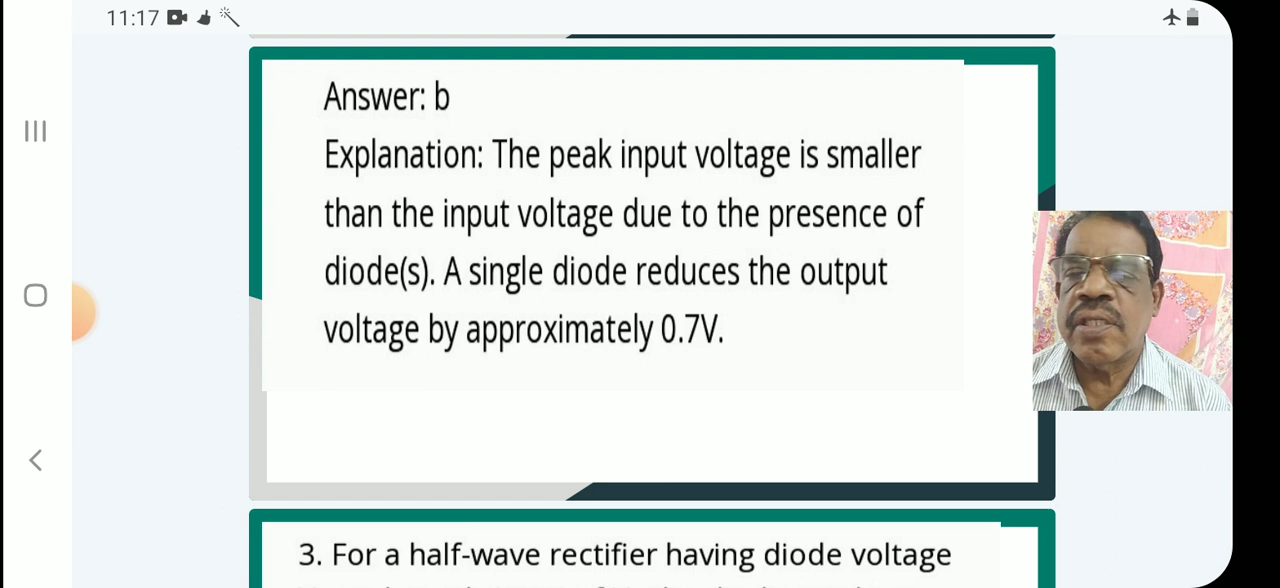 11:17
Answer: b
Explanation: The peak input voltage is smaller
than the input voltage due to the presence of
diode(s). A single diode reduces the output
voltage by approximately 0.7V.
3. For a half-wave rectifier having diode voltage